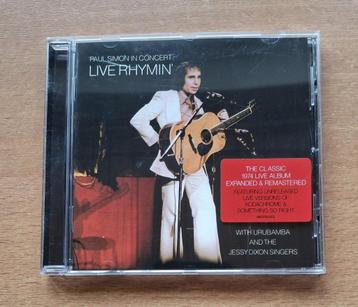 PAUL SIMON IN CONCERT
LIVE RHYMIN'
THE CLASSIC
1974 LIVE ALBUM
EXPANDED & REMASTERED
FEATURING UNRELEASED
LIVE VERSIONS OF
KODACHROME &
SOMETHING SO RIGHT
WITH URUBAMBA
AND THE
JESSY DIXON SINGERS